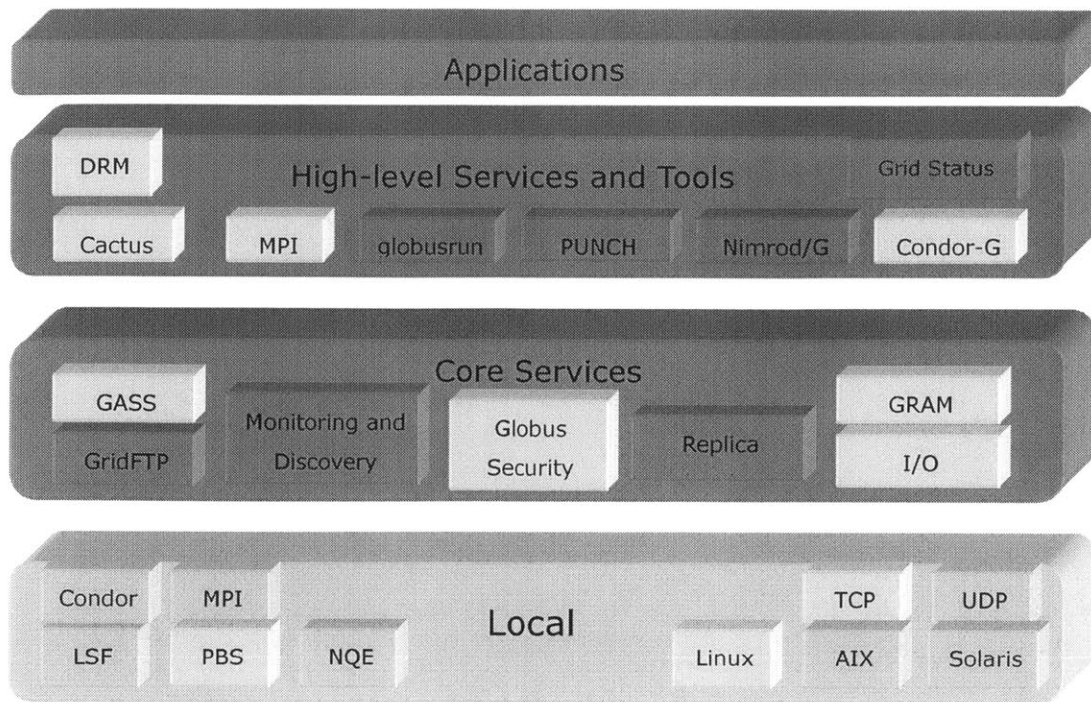 Applications
DRM
High-level Services and Tools
Grid Status
Cactus
MPI
globusrun
PUNCH
Nimrod/G
Condor-G
Core Services
GASS
GridFTP
Monitoring and
Discovery
Globus
Security
Replica
GRAM
I/O
Condor
MPI
Local
TCP
UDP
LSF
PBS
NQE
Linux
AIX
Solaris